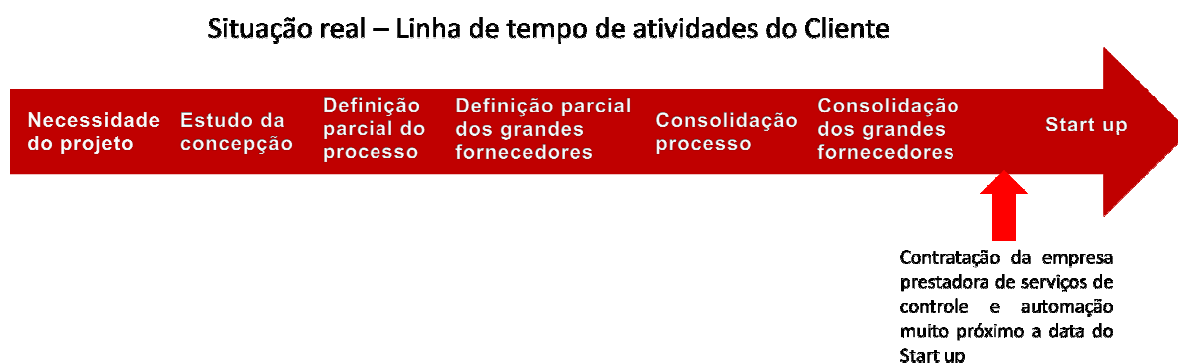 Situação real – Linha de tempo de atividades do Cliente
Necessidade
do projeto
Estudo da
concepção
Definição
parcial do
processo
Definição parcial
dos grandes
fornecedores
Consolidação
processo
Consolidação
dos grandes
fornecedores
Start up
Contratação da empresa
prestadora de serviços de
controle e automação
muito próximo a data do
Start up